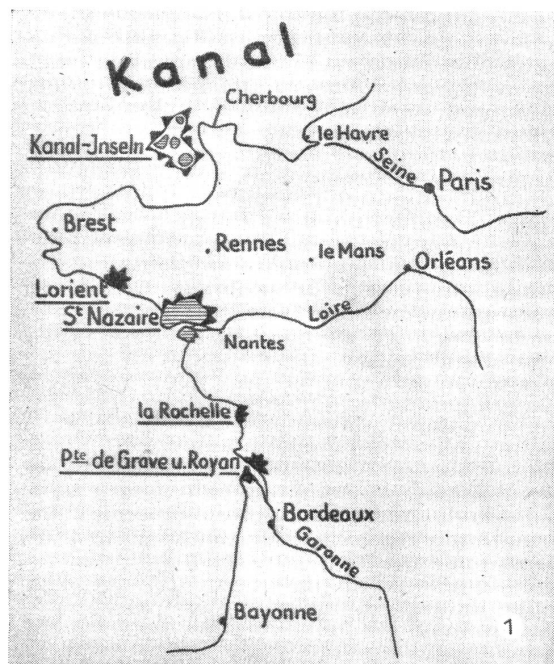 Kanal
Cherbourg
Kanal-Jnseln
le Havre
Seine
Paris
Brest
Rennes
le Mans
Orléans
Lorient
St Nazaire
Loire
Nantes
la Rochelle
Pte de Grâve u. Royan
Bordeaux
Garonne
Bayonne
1